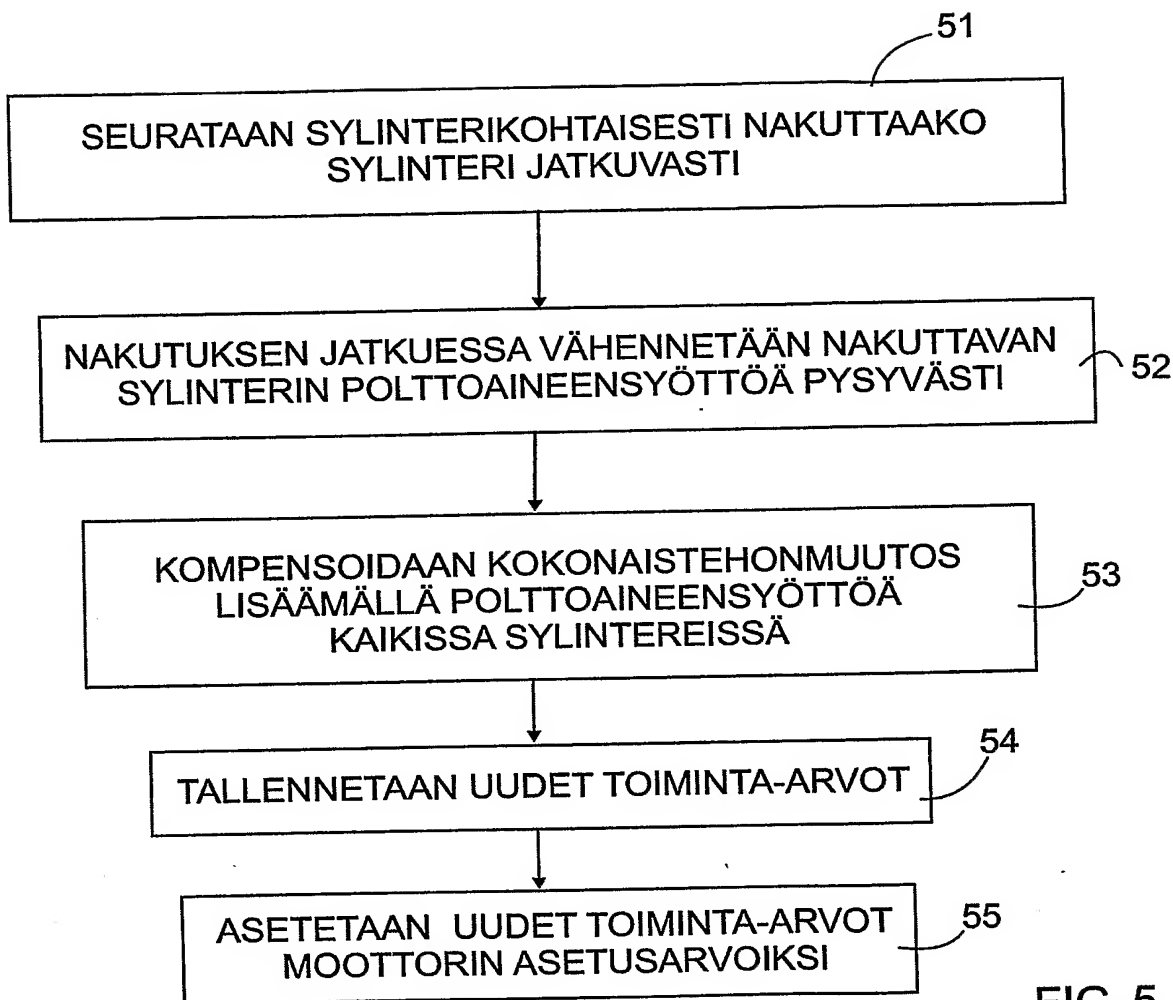 51
SEURATAAN SYLINTERIKOHTAISESTI NAKUTTAAKO
SYLINTERI JATKUVASTI
NAKUTUKSEN JATKUESSA VÄHENNETÄÄN NAKUTTAVAN
SYLINTERIN POLTTOAINEENSYÖTTÖÄ PYSYVÄSTI
52
KOMPENSOIDAAN KOKONAISTEHONMUUTOS
LISÄÄMÄLLÄ POLTTOAINEENSYÖTTÖÄ
KAIKISSA SYLINTEREISSÄ
53
54
TALLENNETAAN UUDET TOIMINTA-ARVOT
ASETETAAN UUDET TOIMINTA-ARVOT
MOOTTORIN ASETUSARVOIKSI
55
FIG. 5